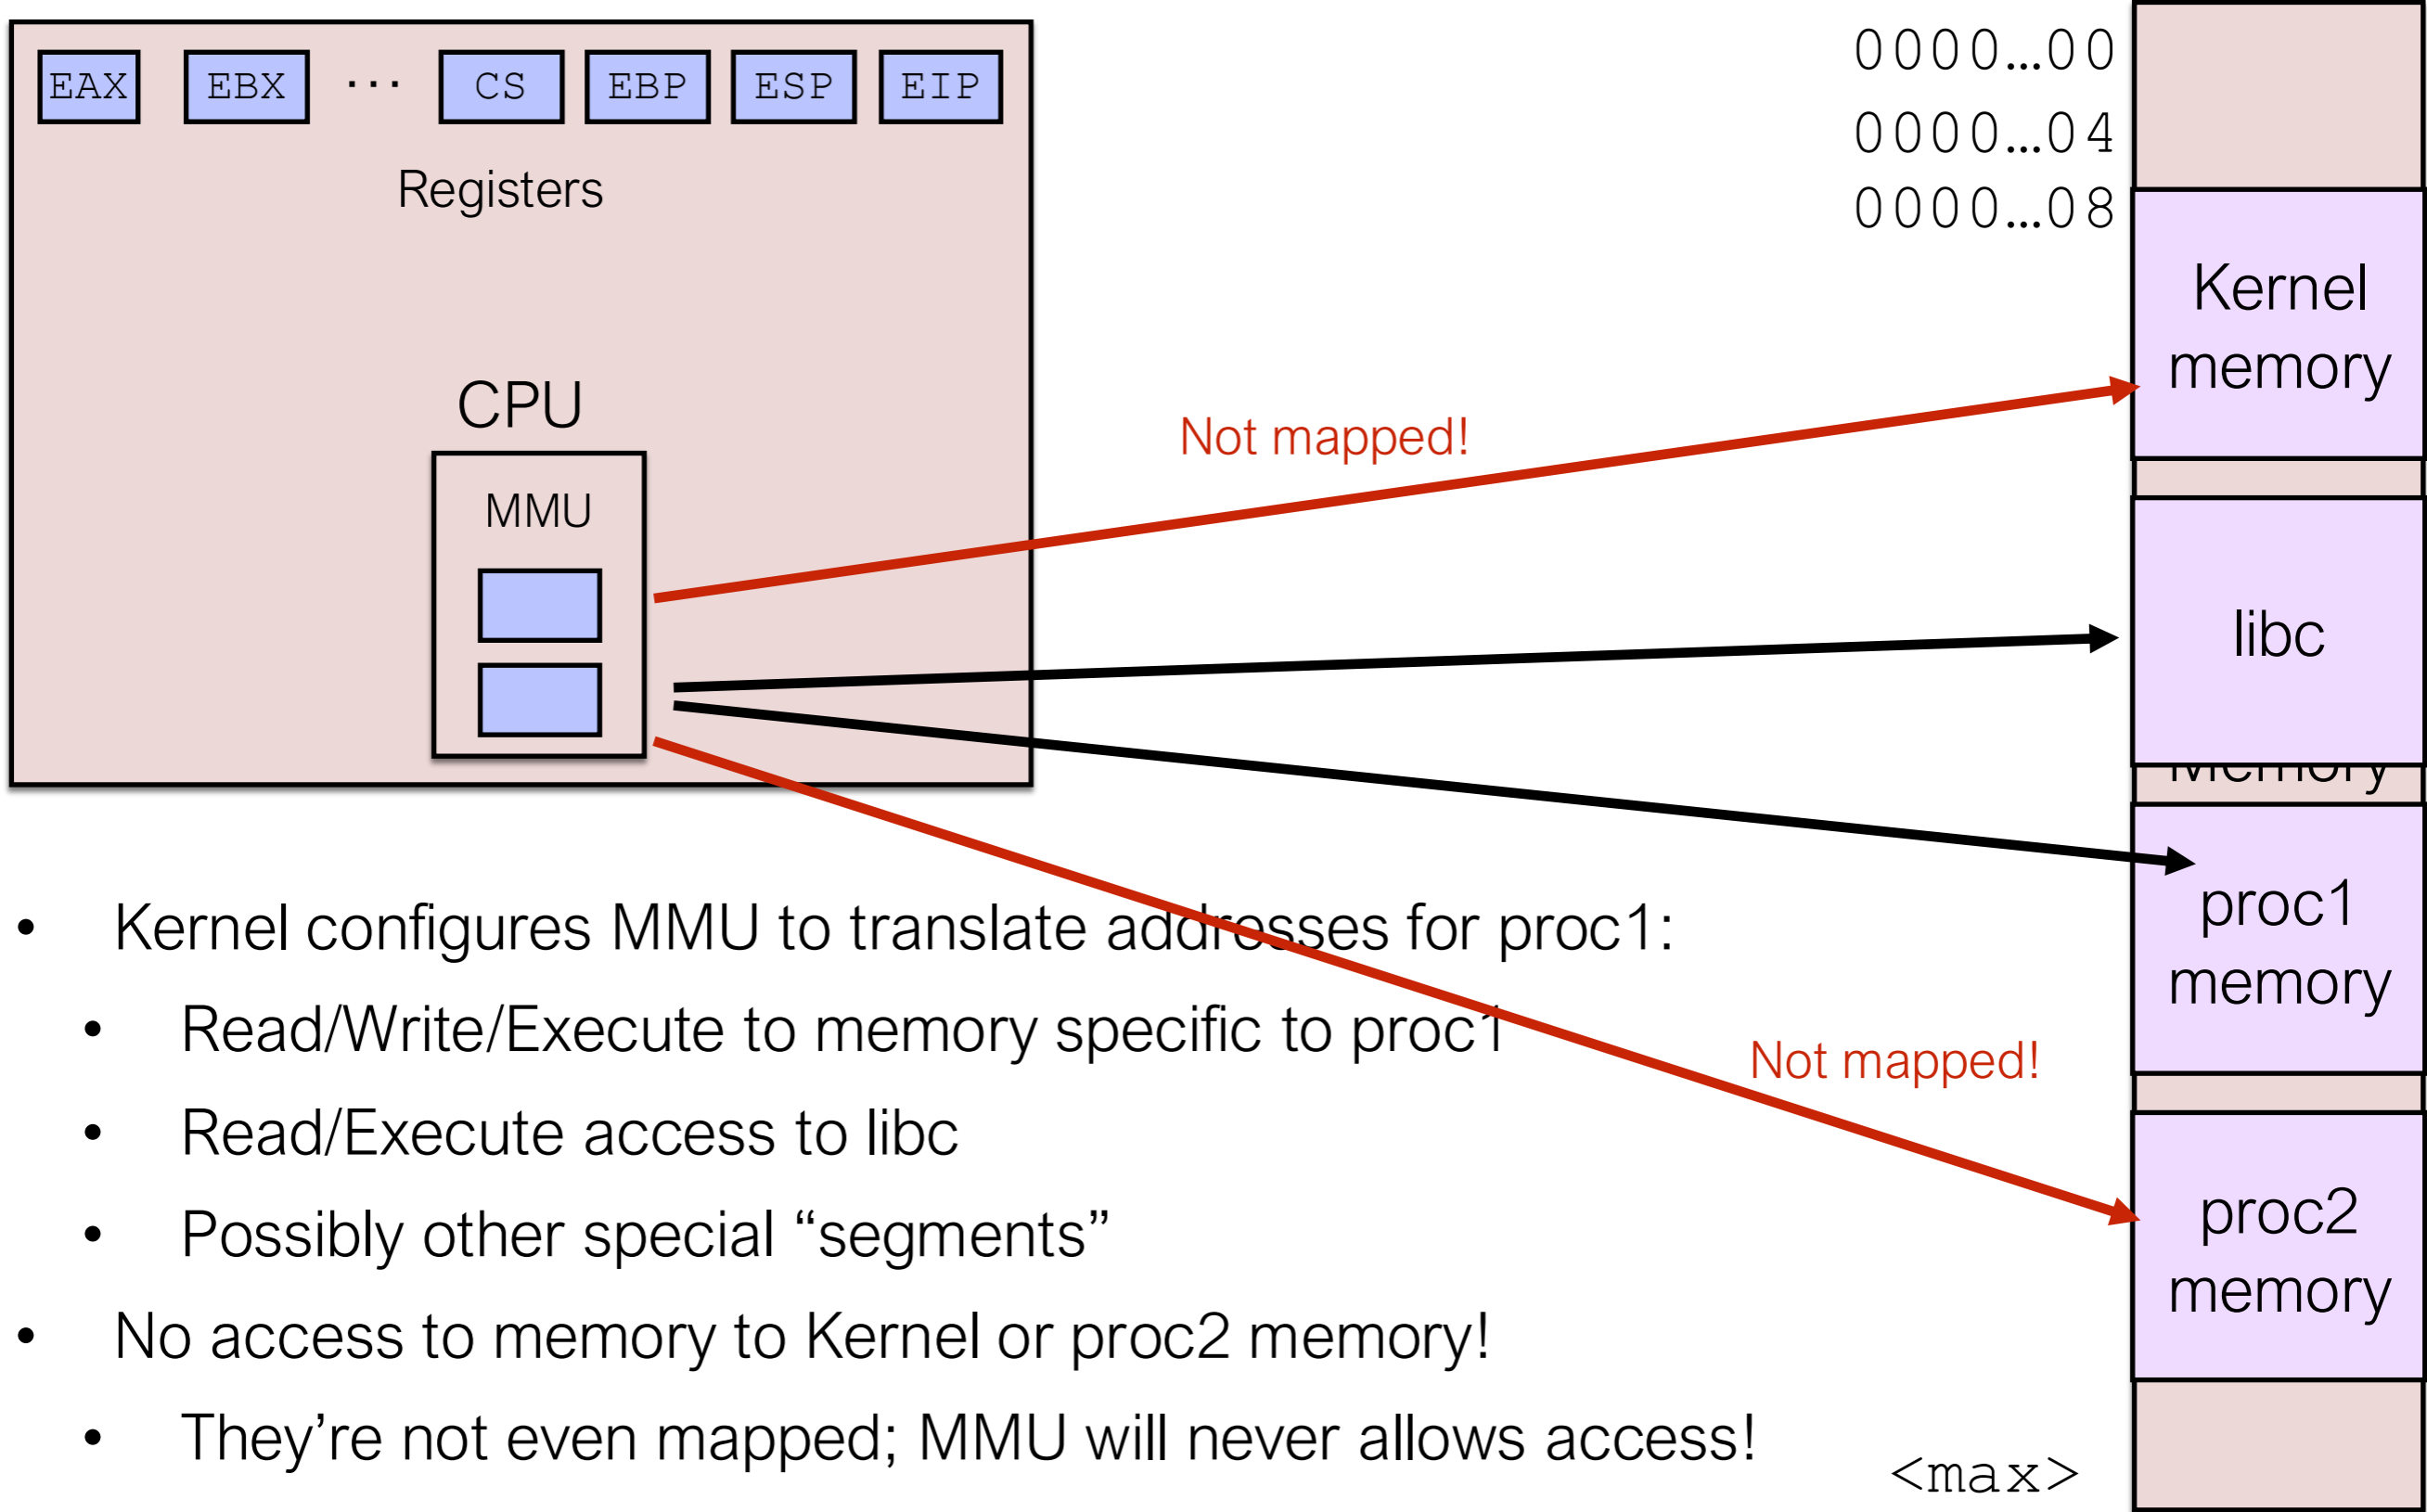 EAX EBX ... CS EBP ESP EIP
Registers
CPU
MMU
0000…00
0000…04
0000…08
Not mapped!
Kernel
memory
libc
Memory
proc1
memory
Not mapped!
proc2
memory
<max>
• Kernel configures MMU to translate addresses for proc1:
• Read/Write/Execute to memory specific to proc1
• Read/Execute access to libc
• Possibly other special “segments”
• No access to memory to Kernel or proc2 memory!
• They’re not even mapped; MMU will never allows access!